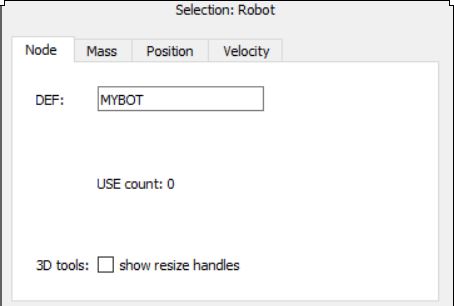 Selection: Robot
Node Mass Position Velocity
DEF: MYBOT
USE count: 0
3D tools: show resize handles